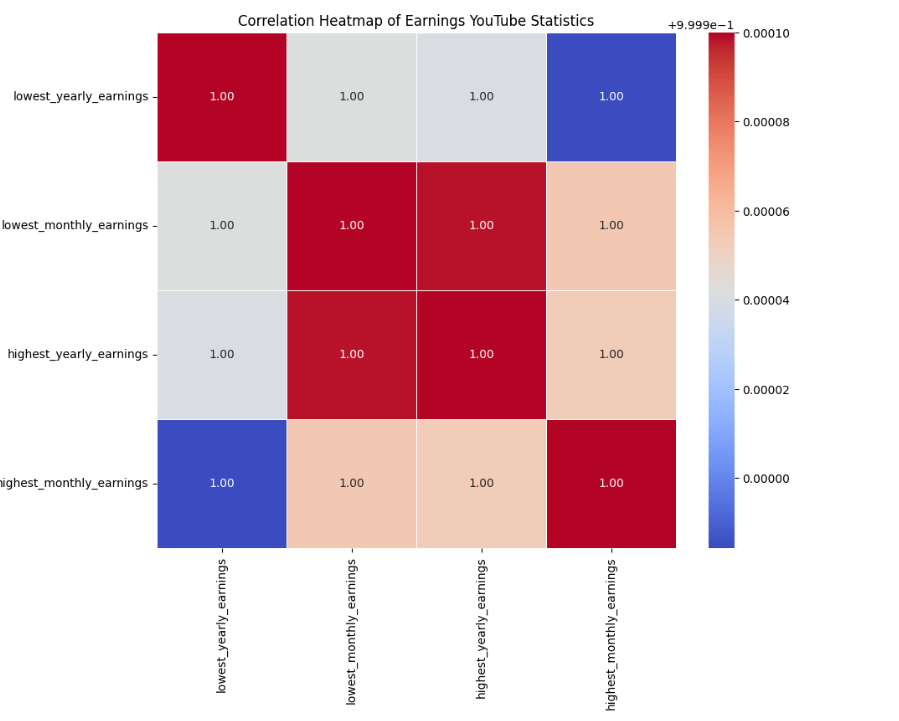 Correlation Heatmap of Earnings YouTube Statistics
+9.999e−1
lowest_yearly_earnings 1.00 1.00 1.00 1.00
lowest_monthly_earnings 1.00 1.00 1.00 1.00
highest_yearly_earnings 1.00 1.00 1.00 1.00
highest_monthly_earnings 1.00 1.00 1.00 1.00
0.00010
0.00008
0.00006
0.00004
0.00002
0.00000
lowest_yearly_earnings
lowest_monthly_earnings
highest_yearly_earnings
highest_monthly_earnings